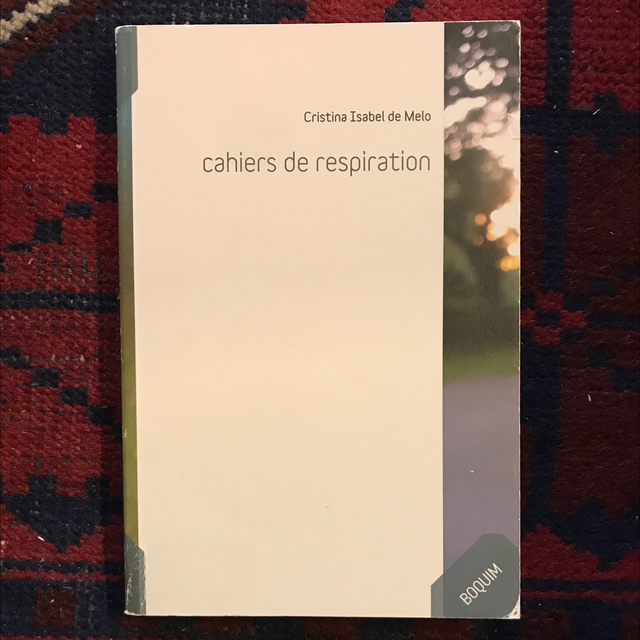 Cristina Isabel de Melo
cahiers de respiration
BOQUIM